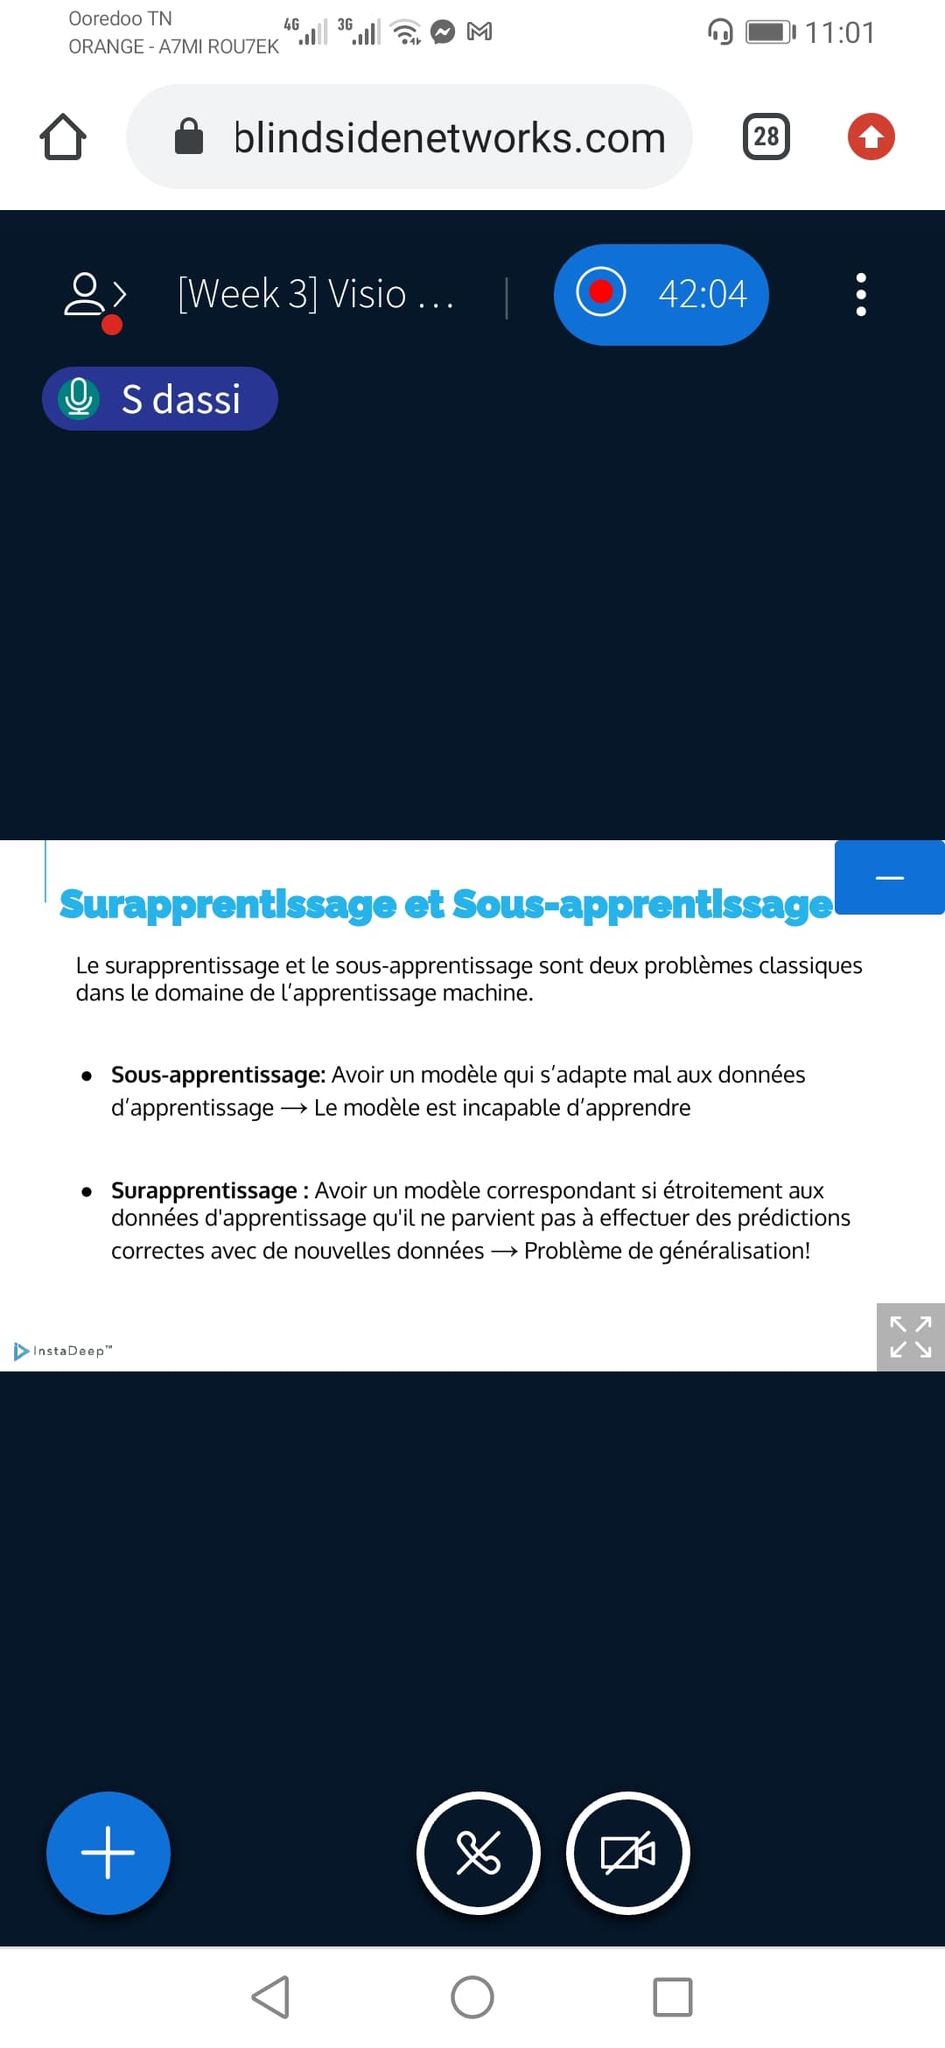 Ooredoo TN
ORANGE - A7MI ROU7EK
4G
3G
11:01
blindsidenetworks.com
28
[Week 3] Visio ...
42:04
S dassi
Surapprentissage et Sous-apprentissage
Le surapprentissage et le sous-apprentissage sont deux problèmes classiques
dans le domaine de l’apprentissage machine.
● Sous-apprentissage: Avoir un modèle qui s’adapte mal aux données
d’apprentissage → Le modèle est incapable d’apprendre
● Surapprentissage : Avoir un modèle correspondant si étroitement aux
données d'apprentissage qu'il ne parvient pas à effectuer des prédictions
correctes avec de nouvelles données → Problème de généralisation!
InstaDeep™